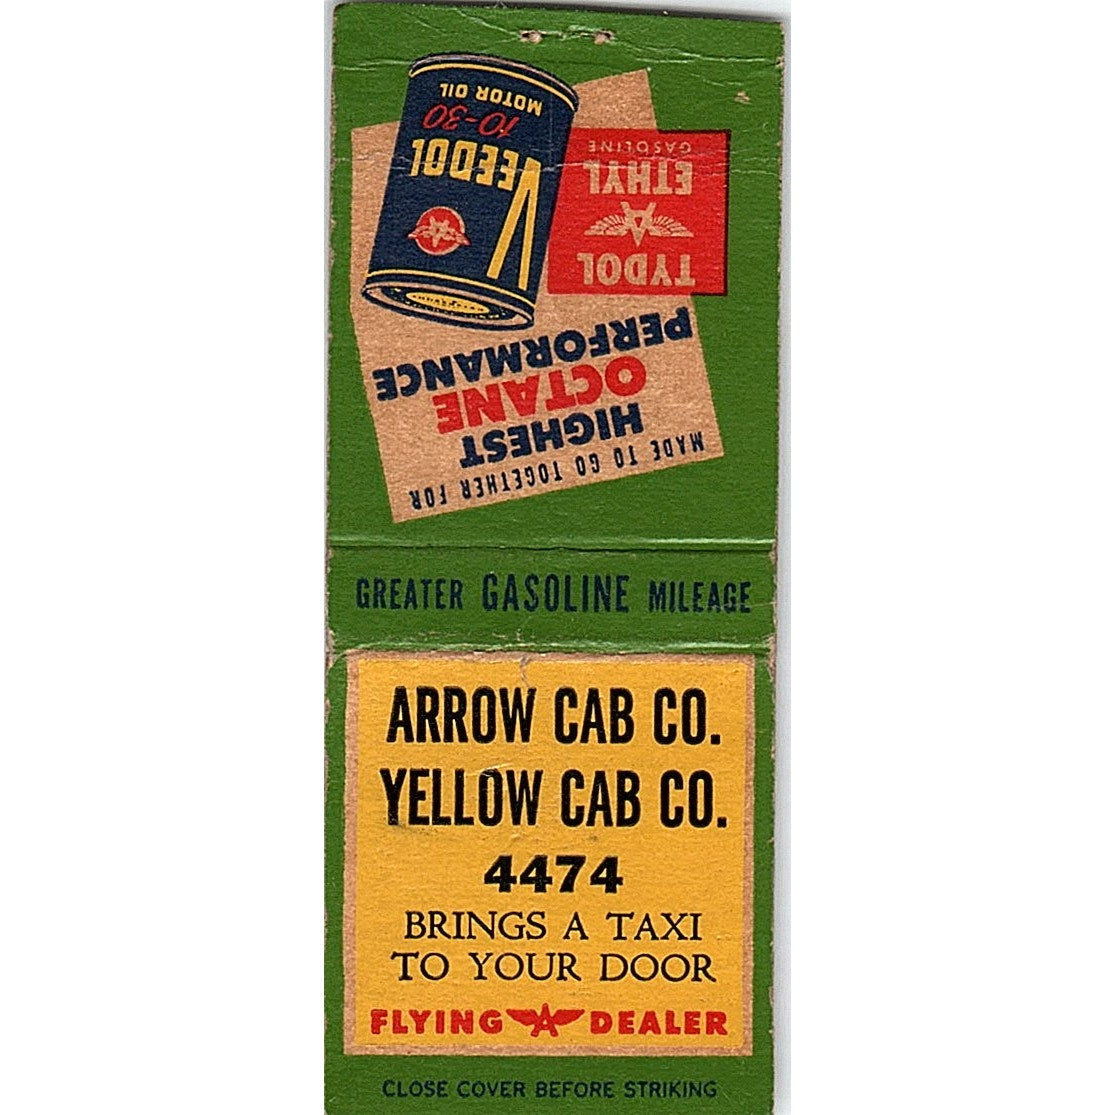 MADE TO GO TOGETHER FOR
HIGHEST
OCTANE
PERFORMANCE
TYDOL
A
ETHYL
GASOLINE
VEEDOL
10-30
MOTOR OIL
GREATER GASOLINE MILEAGE
ARROW CAB CO.
YELLOW CAB CO.
4474
BRINGS A TAXI
TO YOUR DOOR
FLYING A DEALER
CLOSE COVER BEFORE STRIKING